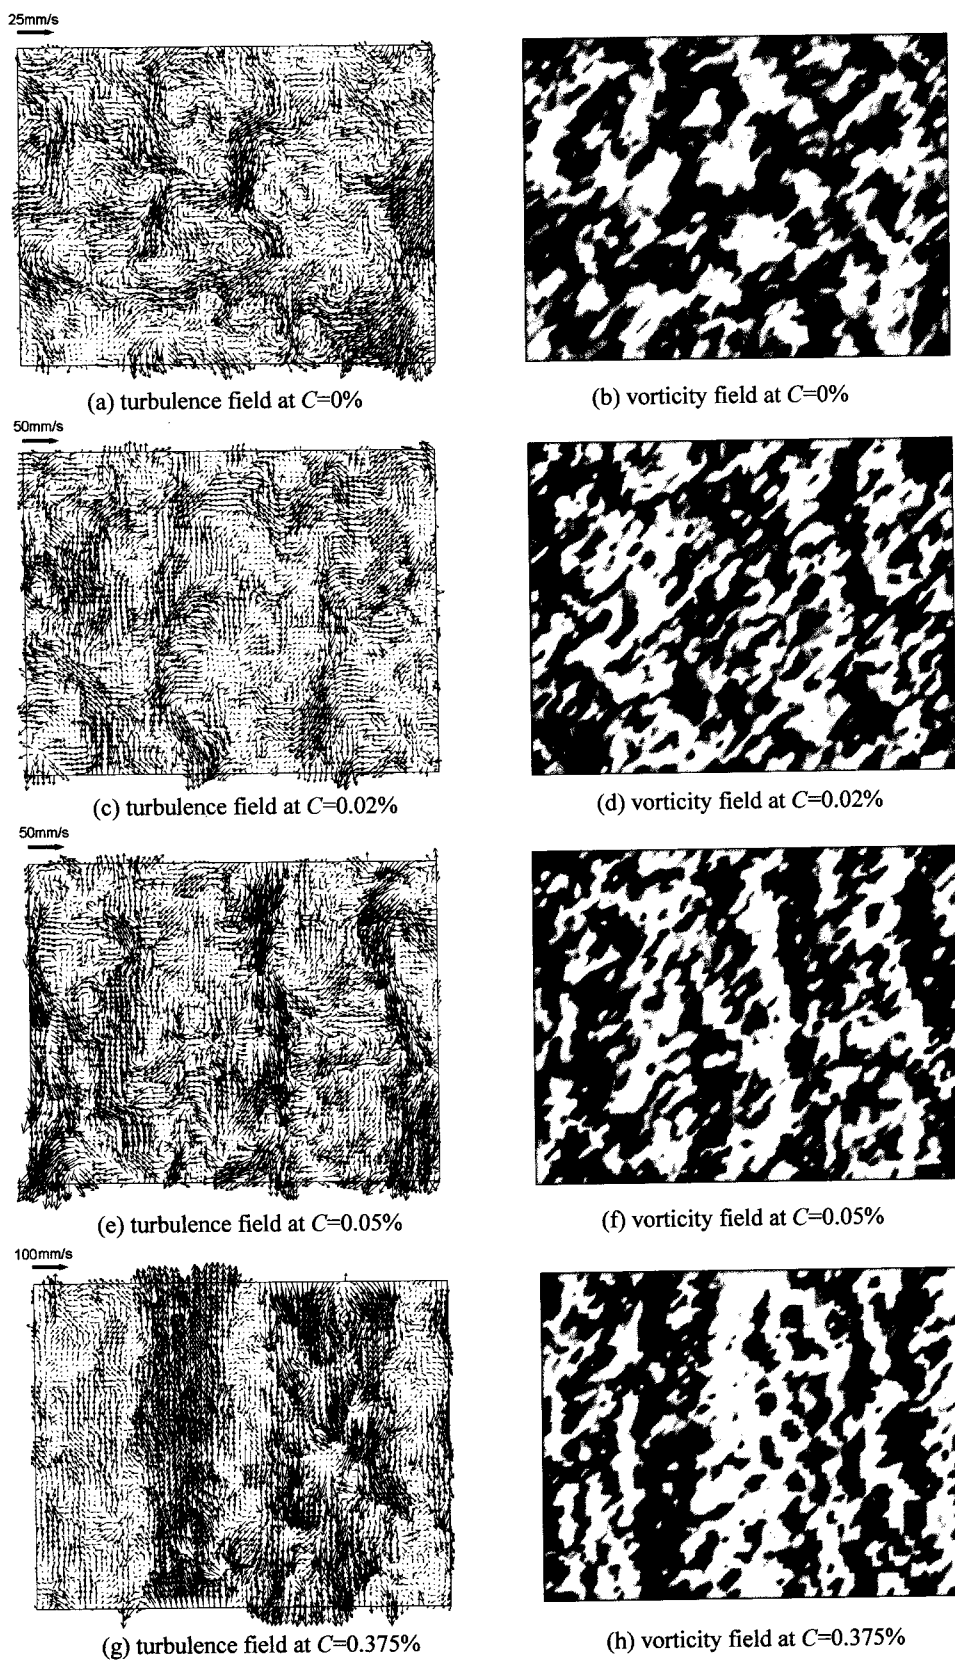 25mm/s
(a) turbulence field at C=0%
(b) vorticity field at C=0%
50mm/s
(c) turbulence field at C=0.02%
(d) vorticity field at C=0.02%
50mm/s
(e) turbulence field at C=0.05%
(f) vorticity field at C=0.05%
100mm/s
(g) turbulence field at C=0.375%
(h) vorticity field at C=0.375%